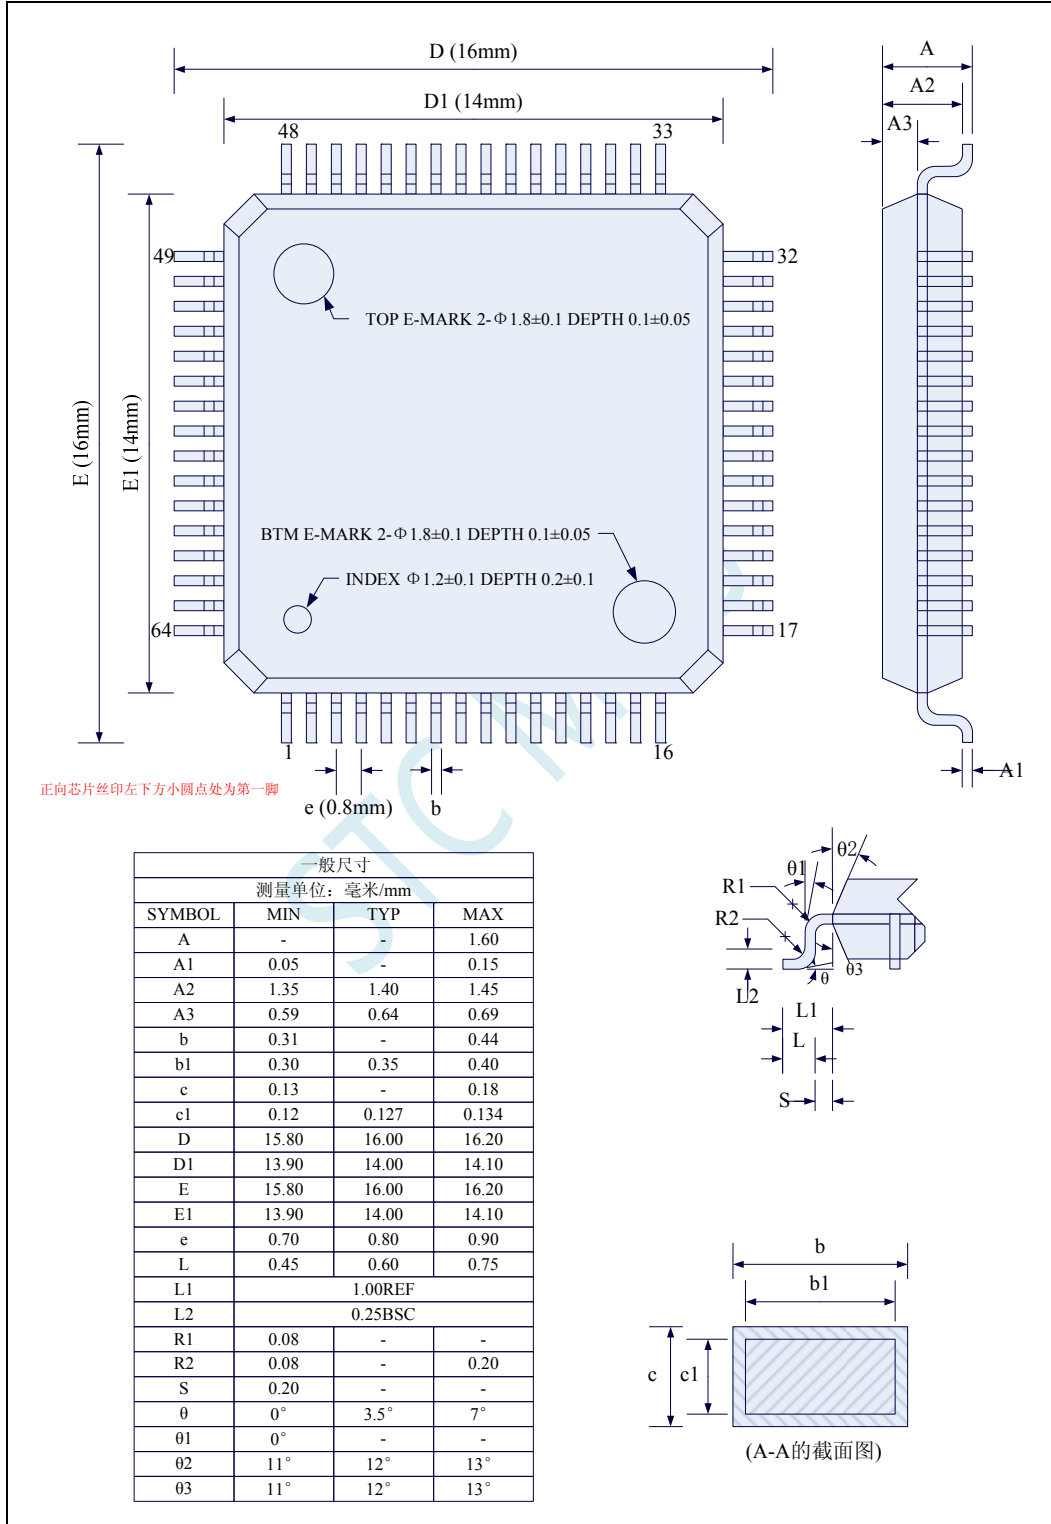 D (16mm)
D1 (14mm)
48
33
A
A2
A3
49
32
TOP E-MARK 2-Φ1.8±0.1 DEPTH 0.1±0.05
E (16mm)
E1 (14mm)
BTM E-MARK 2-Φ1.8±0.1 DEPTH 0.1±0.05
INDEX Φ1.2±0.1 DEPTH 0.2±0.1
64
17
1
16
A1
正向芯片丝印左下方小圆点处为第一脚
e (0.8mm)
b
STC M
一般尺寸
测量单位：毫米/mm
SYMBOL MIN TYP MAX
A - - 1.60
A1 0.05 - 0.15
A2 1.35 1.40 1.45
A3 0.59 0.64 0.69
b 0.31 - 0.44
b1 0.30 0.35 0.40
c 0.13 - 0.18
c1 0.12 0.127 0.134
D 15.80 16.00 16.20
D1 13.90 14.00 14.10
E 15.80 16.00 16.20
E1 13.90 14.00 14.10
e 0.70 0.80 0.90
L 0.45 0.60 0.75
L1 1.00REF
L2 0.25BSC
R1 0.08 - -
R2 0.08 - 0.20
S 0.20 - -
θ 0° 3.5° 7°
θ1 0° - -
θ2 11° 12° 13°
θ3 11° 12° 13°
θ1
θ2
R1
R2
θ
θ3
L2
L1
L
S
b
b1
c
c1
(A-A的截面图)